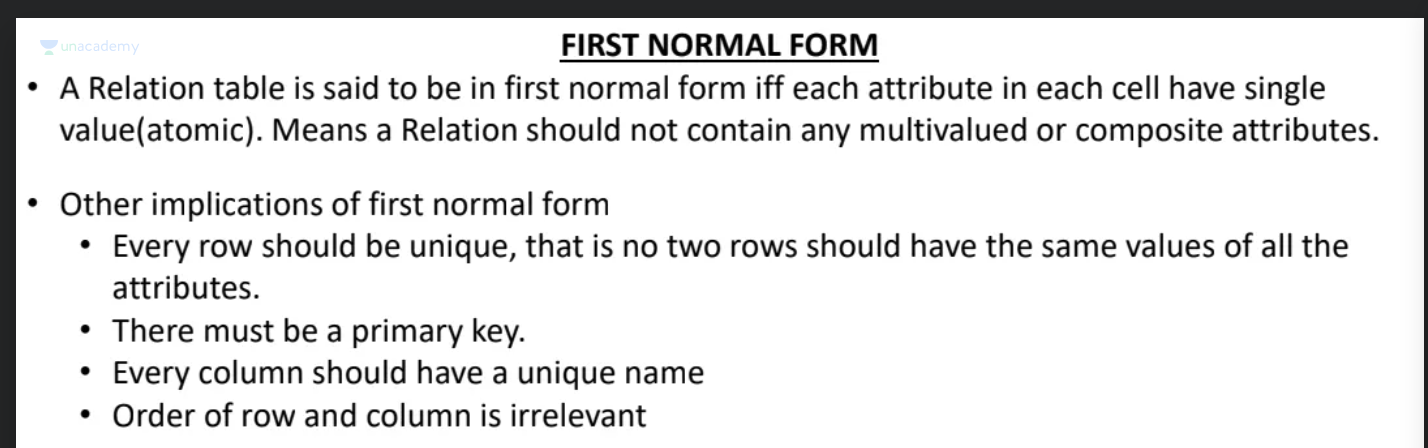 unacademy
FIRST NORMAL FORM
• A Relation table is said to be in first normal form iff each attribute in each cell have single
value(atomic). Means a Relation should not contain any multivalued or composite attributes.
• Other implications of first normal form
• Every row should be unique, that is no two rows should have the same values of all the
attributes.
• There must be a primary key.
• Every column should have a unique name
• Order of row and column is irrelevant